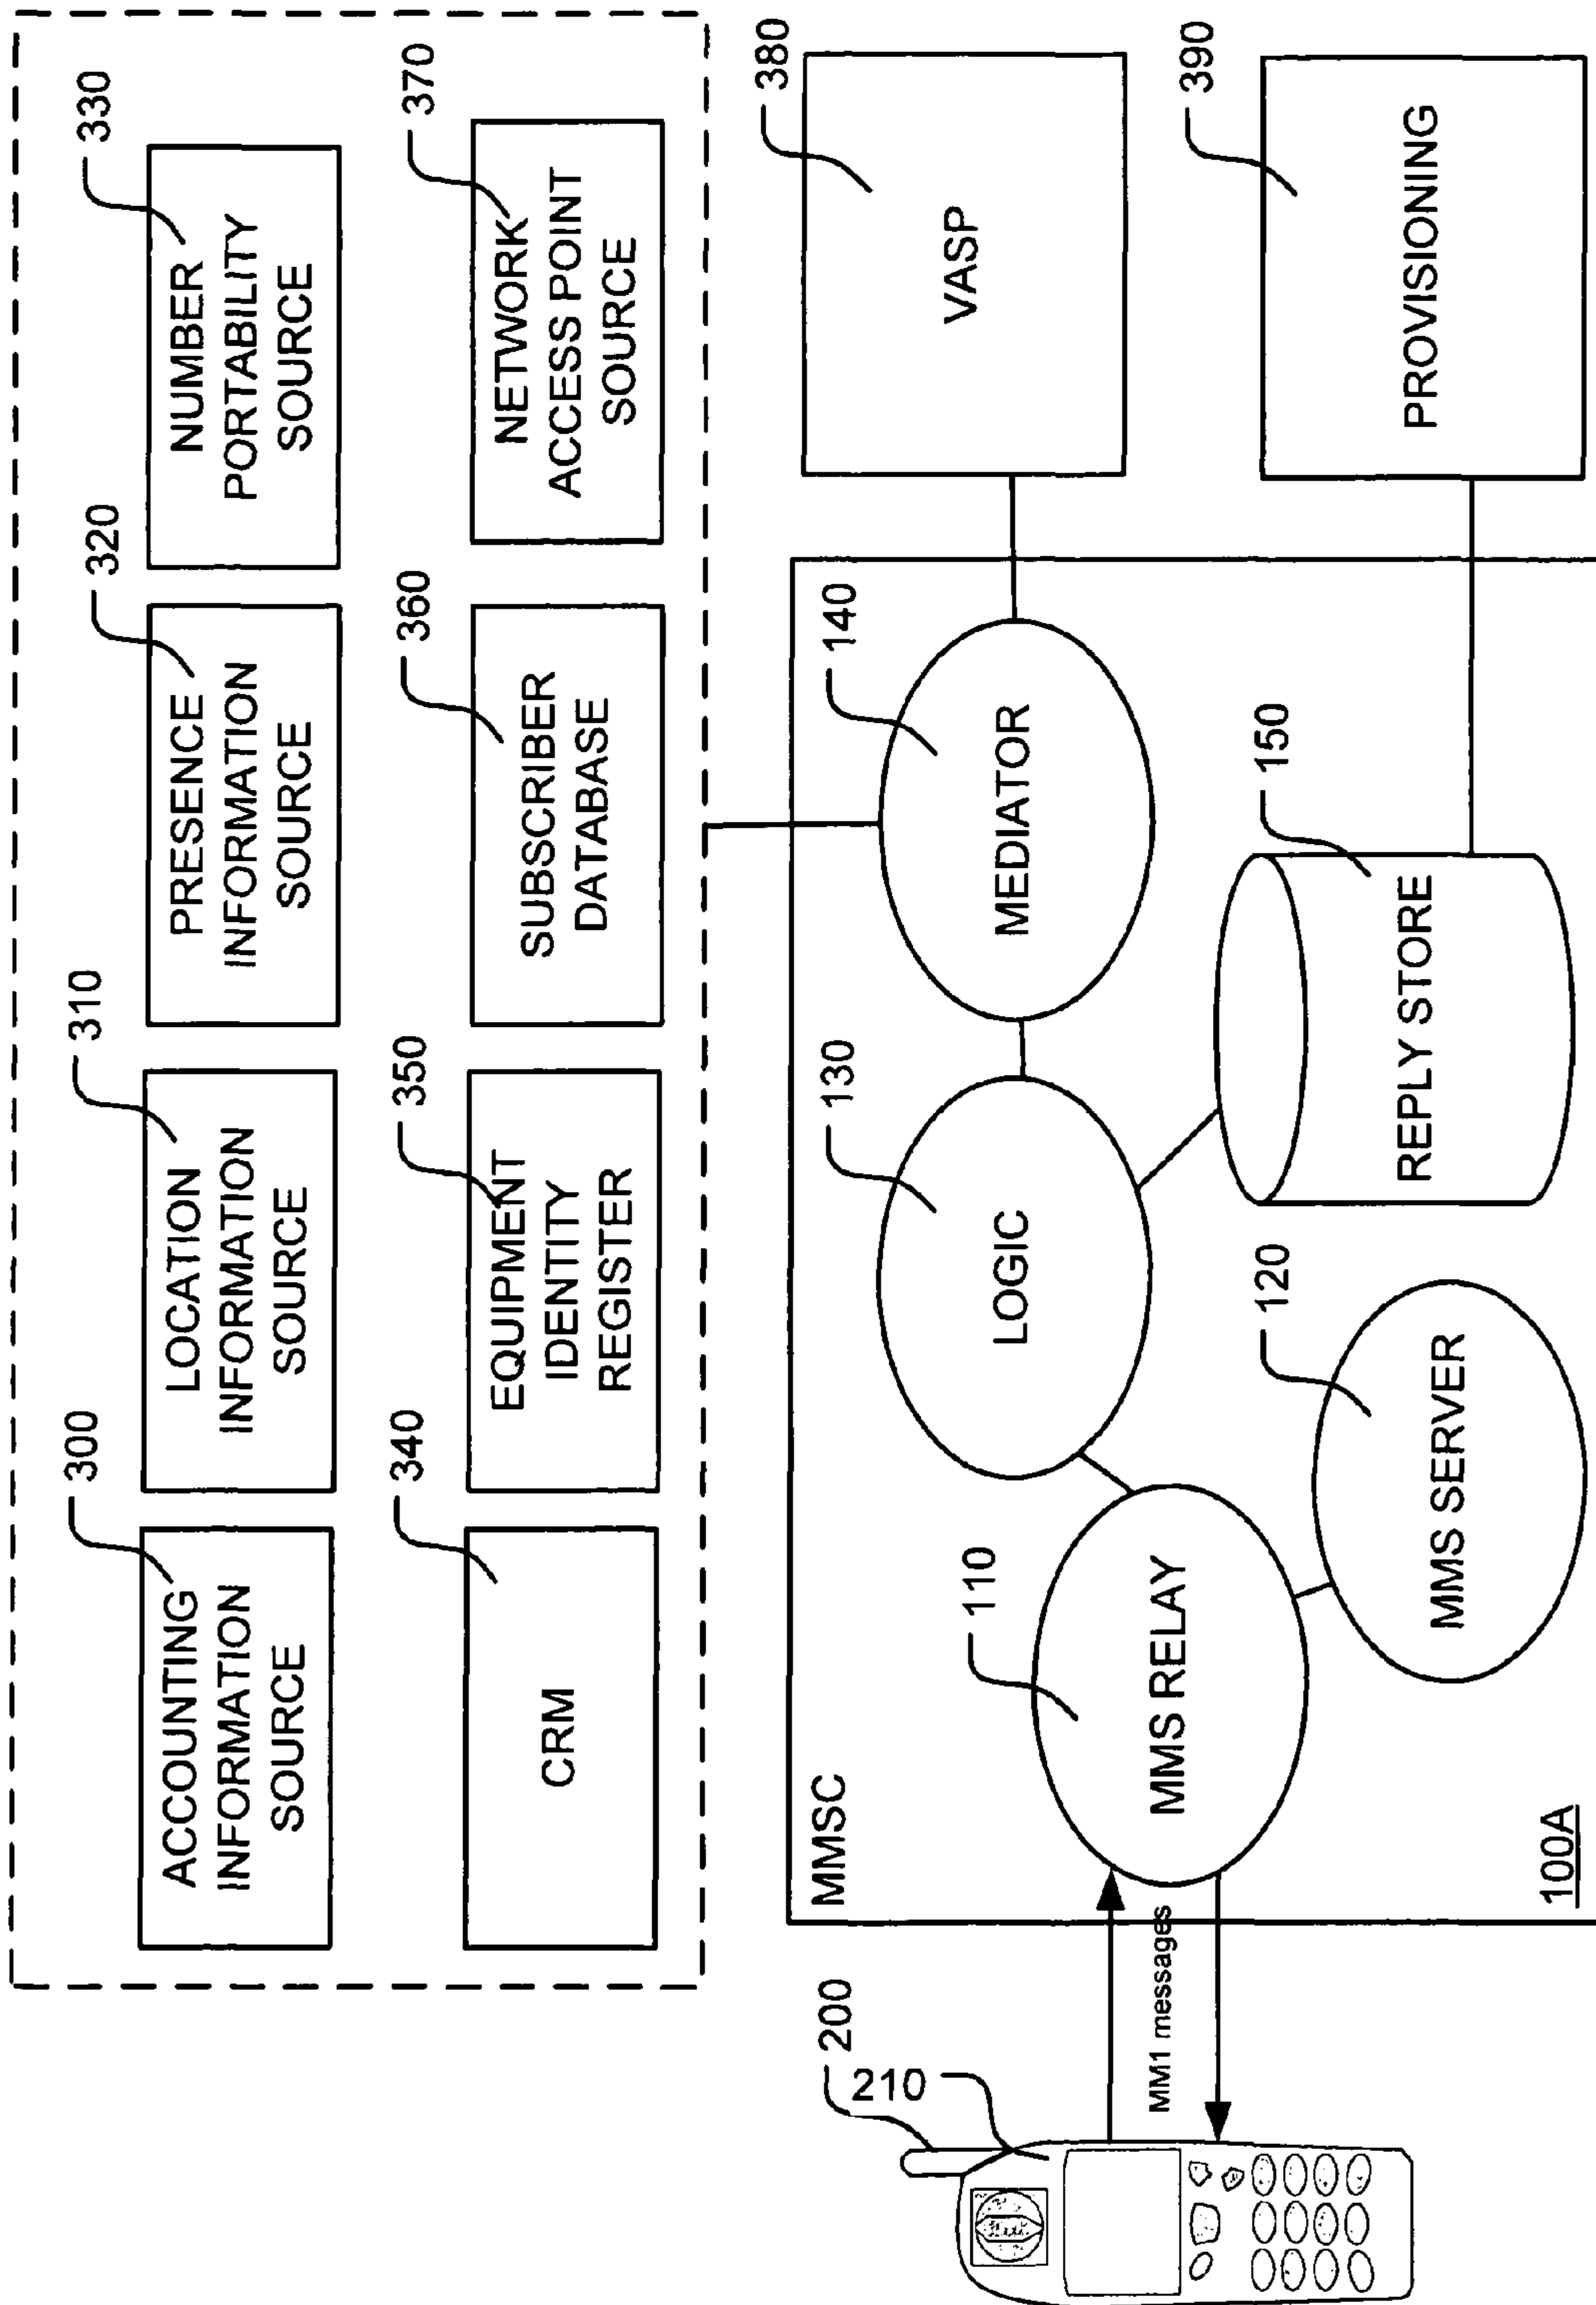 300
310
320
330
ACCOUNTING
INFORMATION
SOURCE
LOCATION
INFORMATION
SOURCE
PRESENCE
INFORMATION
SOURCE
NUMBER
PORTABILITY
SOURCE
340
350
360
370
CRM
EQUIPMENT
IDENTITY
REGISTER
SUBSCRIBER
DATABASE
NETWORK
ACCESS POINT
SOURCE
MMSC
200
210
MM1 messages
110
MMS RELAY
130
LOGIC
140
MEDIATOR
380
VASP
120
MMS SERVER
150
REPLY STORE
390
PROVISIONING
100A